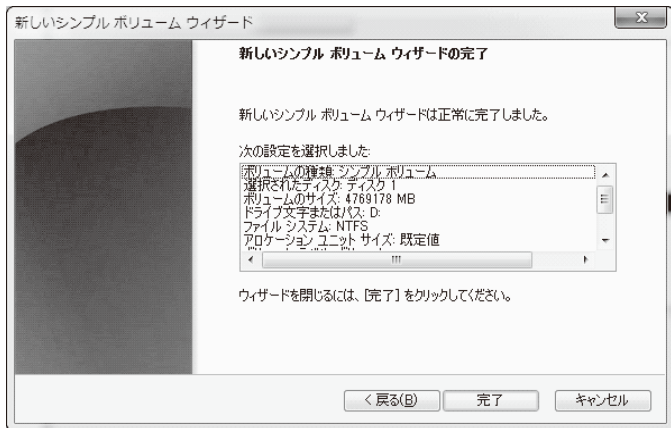 新しいシンプル ボリューム ウィザード
新しいシンプル ボリューム ウィザードの完了
新しいシンプル ボリューム ウィザードは正常に完了しました。
次の設定を選択しました:
ボリュームの種類: シンプル ボリューム
選択されたディスク: ディスク 1
ボリュームのサイズ: 4769178 MB
ドライブ文字またはパス: D:
ファイル システム: NTFS
アロケーション ユニット サイズ: 既定値
ウィザードを閉じるには、[完了] をクリックしてください。
< 戻る(B)
完了
キャンセル